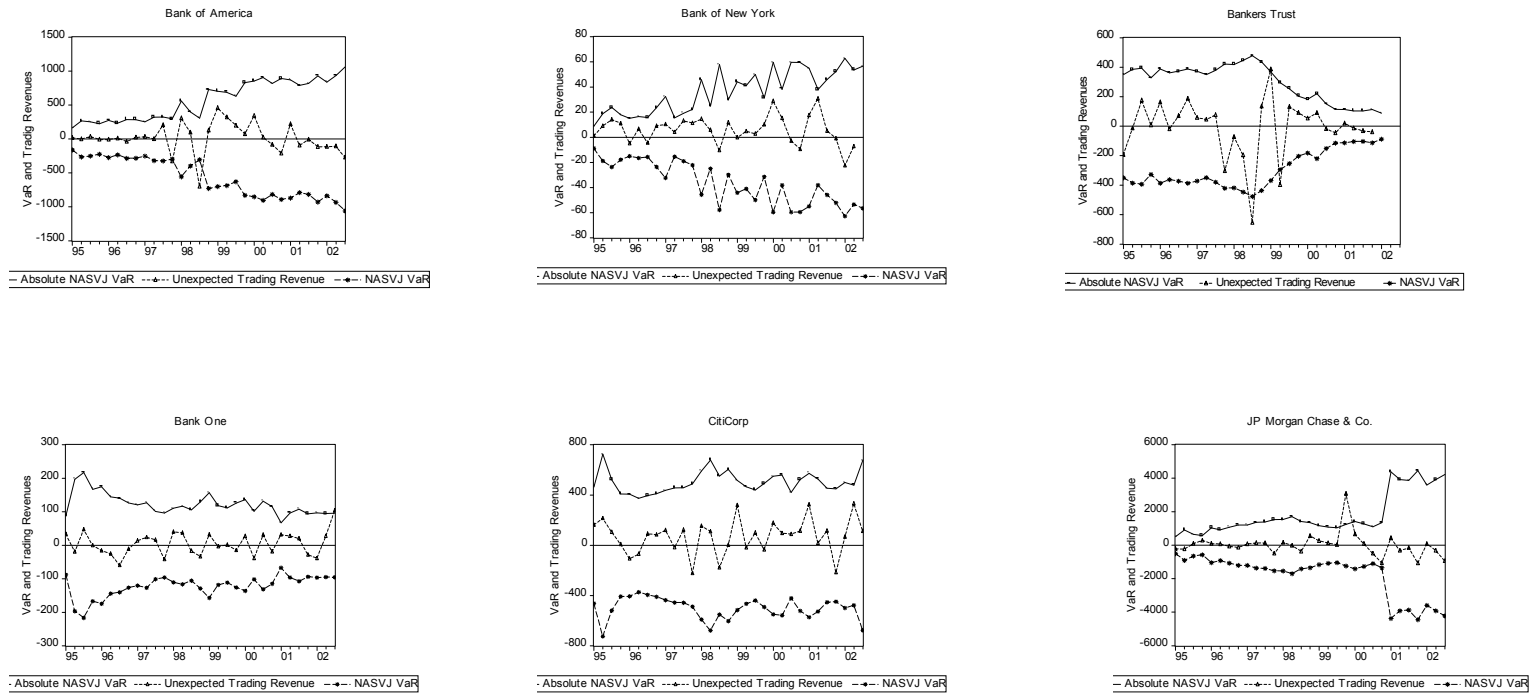 Bank of America
VaR and Tradig Revenues
1500
1000
500
0
-500
-1000
-1500
95 96 97 98 99 00 01 02
Absolute NASVJ VaR Unexpected Trading Revenue NASVJ VaR
Bank of New York
VaR and Trading Revenues
80
60
40
20
0
-20
-40
-60
-80
95 96 97 98 99 00 01 02
Absolute NASVJ VaR Unexpected Trading Revenue NASVJ VaR
Bankers Trust
VaR and Trading Revenues
600
400
200
0
-200
-400
-600
-800
95 96 97 98 99 00 01 02
Absolute NASVJ VaR Unexpected Trading Revenue NASVJ VaR
Bank One
VaR and Trading Revenues
300
200
100
0
-100
-200
-300
95 96 97 98 99 00 01 02
Absolute NASVJ VaR Unexpected Trading Revenue NASVJ VaR
CitiCorp
VaR and Trading Revenues
800
400
0
-400
-800
95 96 97 98 99 00 01 02
Absolute NASVJ VaR Unexpected Trading Revenue NASVJ VaR
JP Morgan Chase & Co.
VaR and Trading Revenue
6000
4000
2000
0
-2000
-4000
-6000
95 96 97 98 99 00 01 02
Absolute NASVJ VaR Unexpected Trading Revenue NASVJ VaR